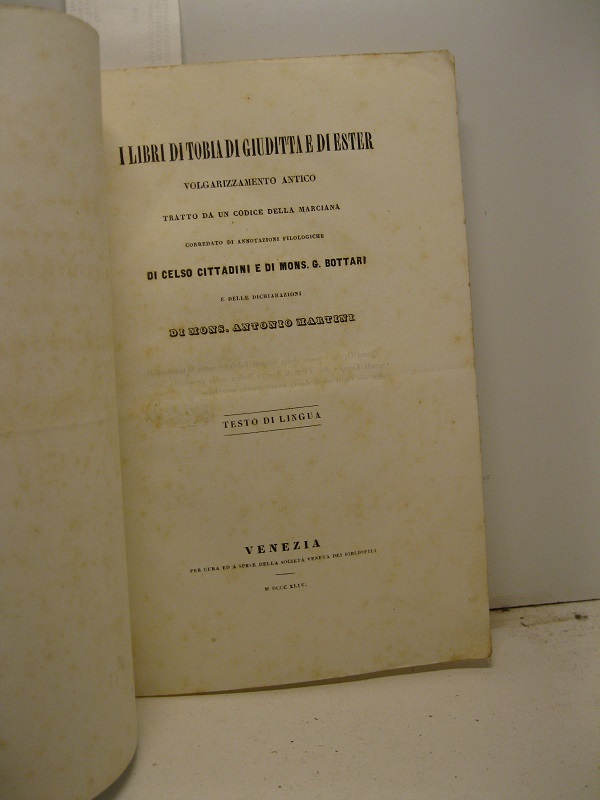 I LIBRI DI TOBIA DI GIUDITTA E DI ESTER
VOLGARIZZAMENTO ANTICO
TRATTO DA UN CODICE DELLA MARCIANA
CORREDATO DI ANNOTAZIONI FILOLOGICHE
DI CELSO CITTADINI E DI MONS. G. BOTTARI
E DELLE DICHIARAZIONI
DI MONS. ANTONIO MARTINI
TESTO DI LINGUA
VENEZIA
PER CURA ED A SPESE DELLA SOCIETÀ VENETA DEI BIBLIOFILI